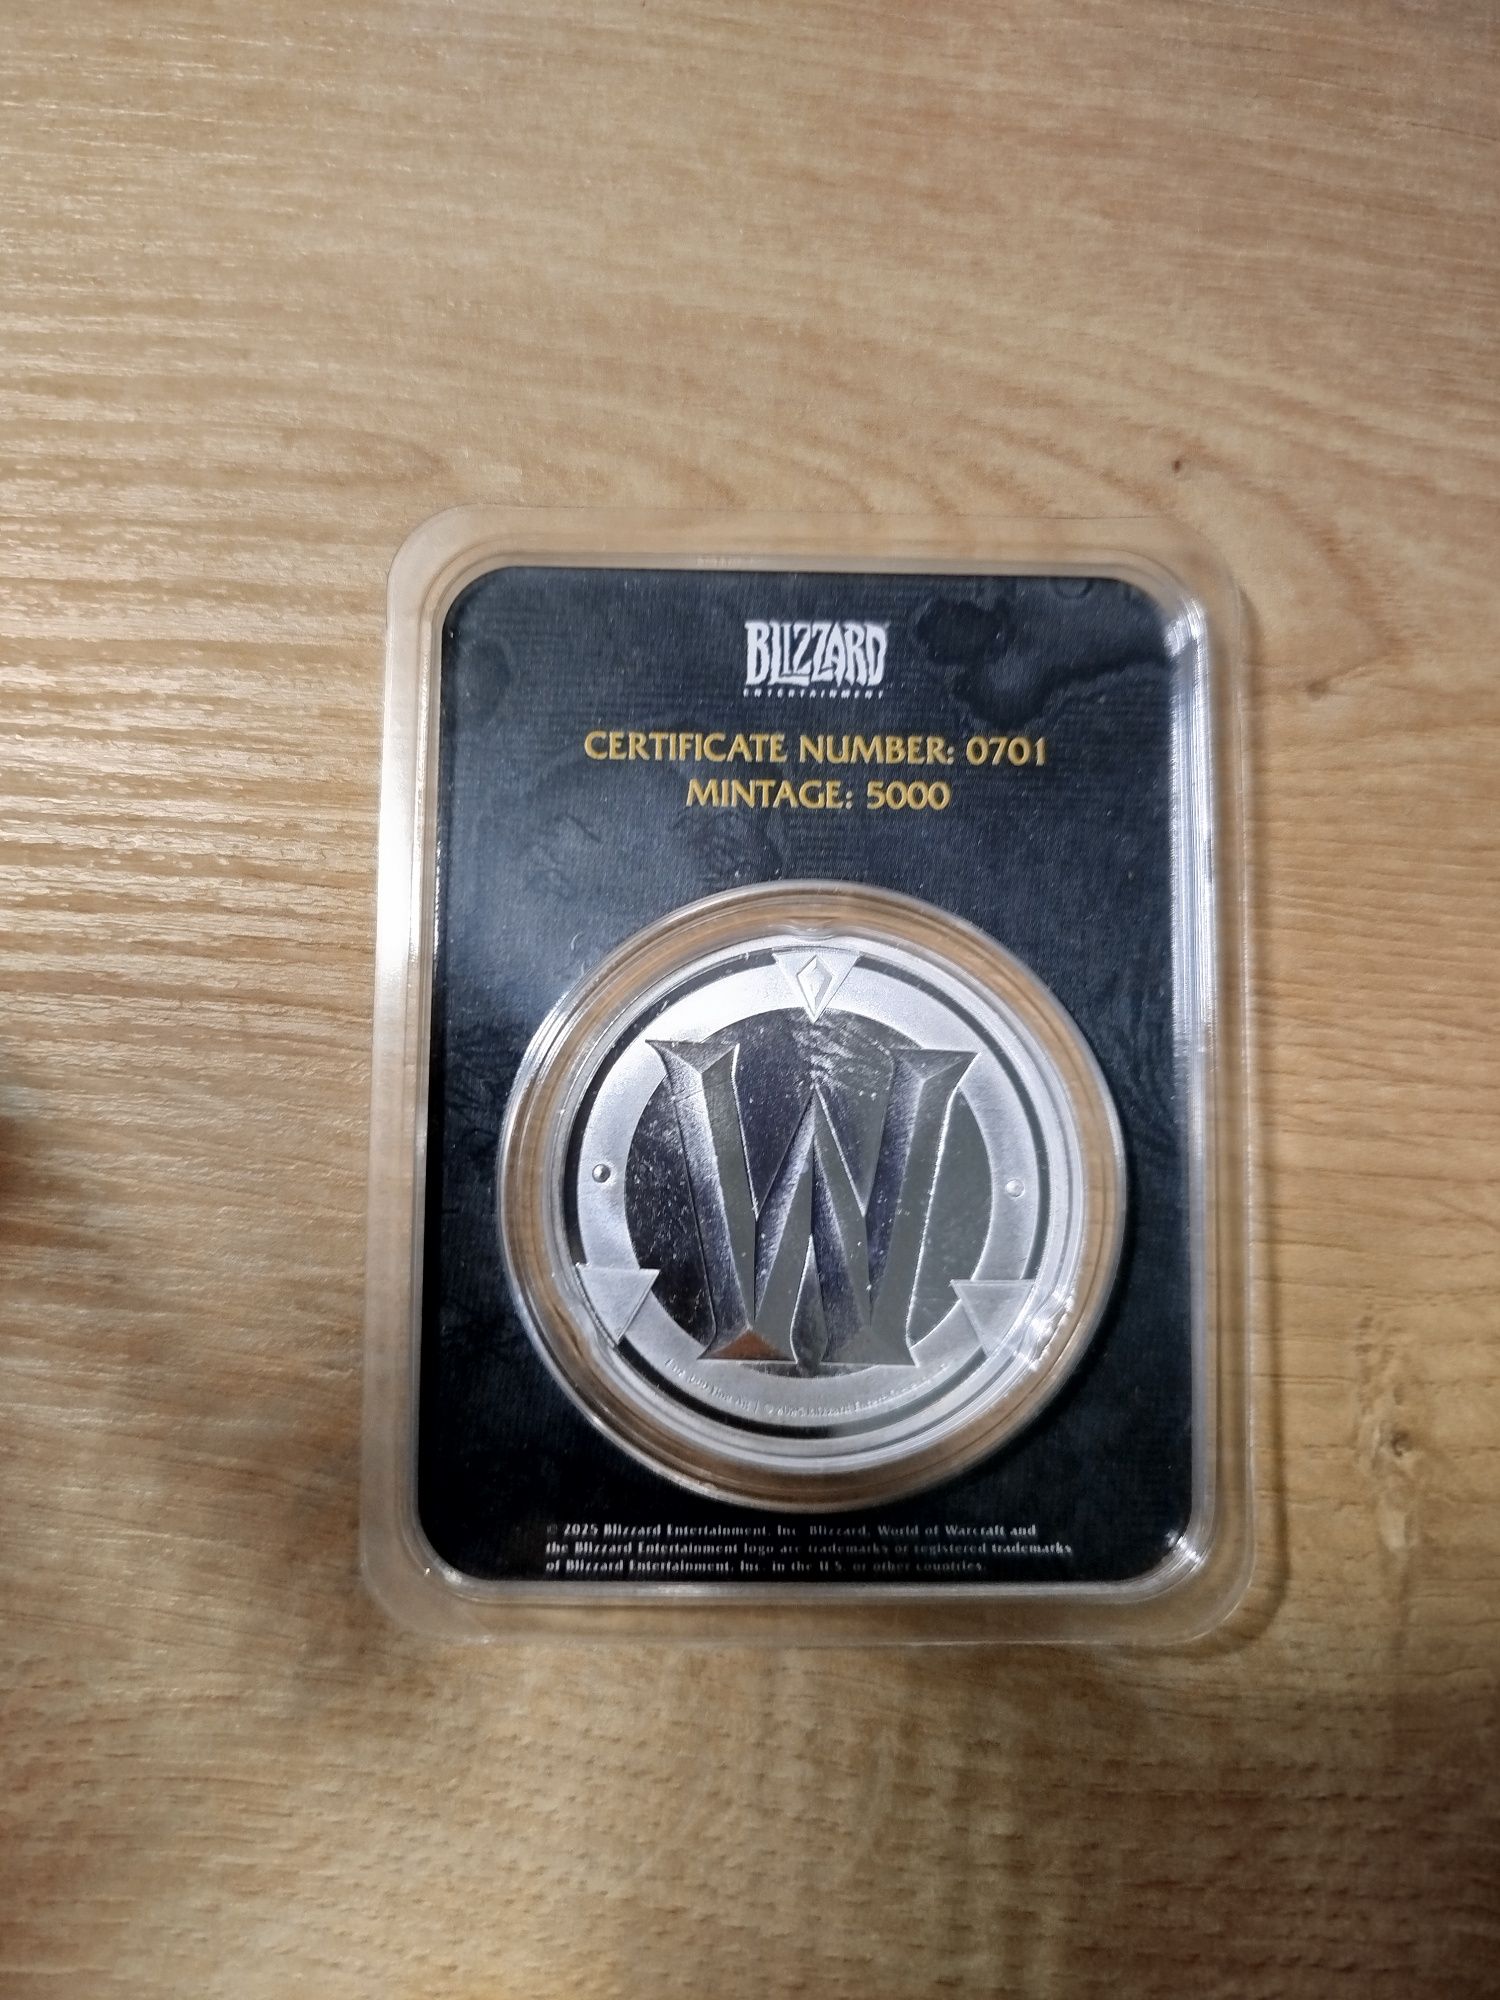 BLIZZARD
ENTERTAINMENT
CERTIFICATE NUMBER: 0701
MINTAGE: 5000
W
© 2025 Blizzard Entertainment, Inc. Blizzard, World of Warcraft and
the Blizzard Entertainment logo are trademarks or registered trademarks
of Blizzard Entertainment, Inc. in the U.S. or other countries.